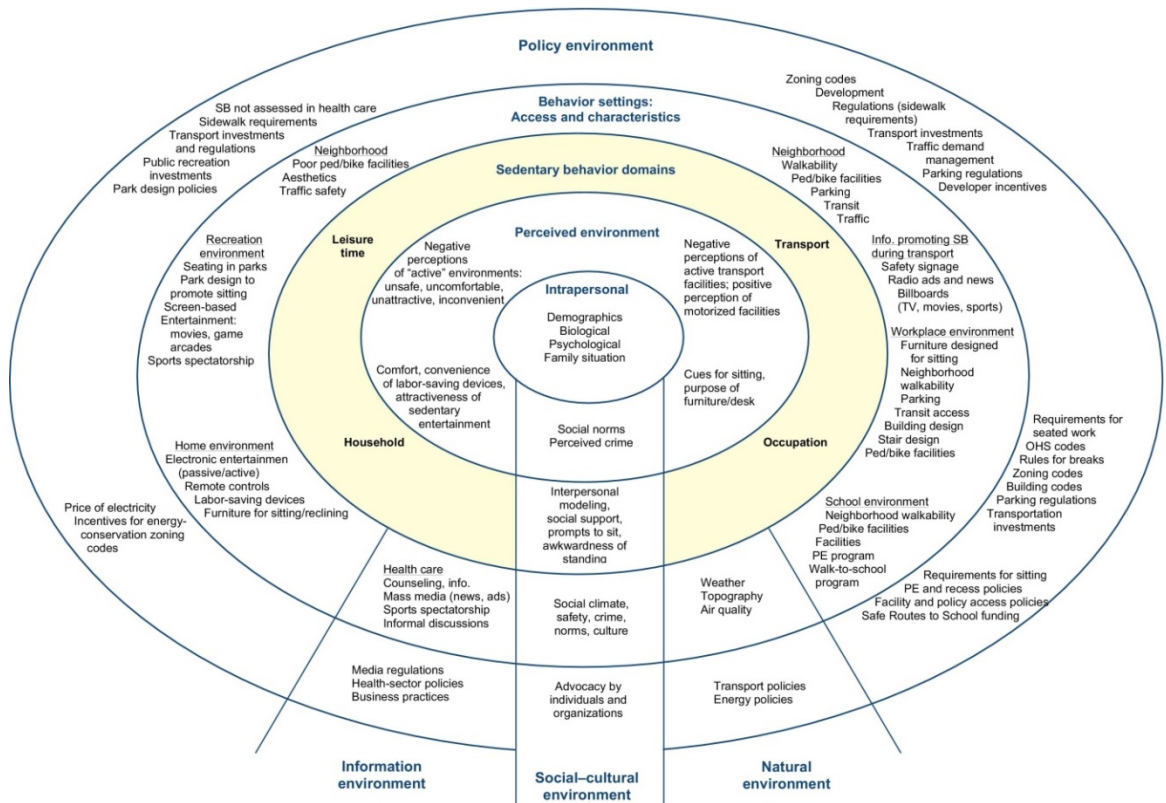 Policy environment
SB not assessed in health care
Sidewalk requirements
Transport investments
and regulations
Public recreation
investments
Park design policies
Zoning codes
Development
Regulations (sidewalk
requirements)
Transport investments
Traffic demand
management
Parking regulations
Developer incentives
Behavior settings:
Access and characteristics
Neighborhood
Poor ped/bike facilities
Aesthetics
Traffic safety
Neighborhood
Walkability
Ped/bike facilities
Parking
Transit
Traffic
Sedentary behavior domains
Leisure
time
Transport
Perceived environment
Negative
perceptions
of “active” environments:
unsafe, uncomfortable,
unattractive, inconvenient
Negative
perceptions of
active transport
facilities; positive
perception of
motorized facilities
Recreation
environment
Seating in parks
Park design to
promote sitting
Screen-based
Entertainment:
movies, game
arcades
Sports spectatorship
Info. promoting SB
during transport
Safety signage
Radio ads and news
Billboards
(TV, movies, sports)
Intrapersonal
Demographics
Biological
Psychological
Family situation
Workplace environment
Furniture designed
for sitting
Neighborhood
walkability
Parking
Transit access
Building design
Stair design
Ped/bike facilities
Comfort, convenience
of labor-saving devices,
attractiveness of
sedentary
entertainment
Cues for sitting,
purpose of
furniture/desk
Household
Social norms
Perceived crime
Occupation
Requirements for
seated work
OHS codes
Rules for breaks
Zoning codes
Building codes
Parking regulations
Transportation
investments
Home environment
Electronic entertainmen
(passive/active)
Remote controls
Labor-saving devices
Furniture for sitting/reclining
Price of electricity
Incentives for energy-
conservation zoning
codes
Interpersonal
modeling,
social support,
prompts to sit,
awkwardness of
standing
School environment
Neighborhood walkability
Ped/bike facilities
Facilities
PE program
Walk-to-school
program
Health care
Counseling, info.
Mass media (news, ads)
Sports spectatorship
Informal discussions
Social climate,
safety, crime,
norms, culture
Weather
Topography
Air quality
Requirements for sitting
PE and recess policies
Facility and policy access policies
Safe Routes to School funding
Media regulations
Health-sector policies
Business practices
Advocacy by
individuals and
organizations
Transport policies
Energy policies
Information
environment
Social–cultural
environment
Natural
environment